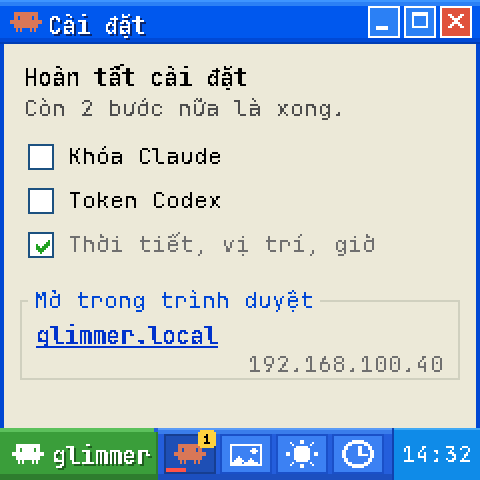 Cài đặt
Hoàn tất cài đặt
Còn 2 bước nữa là xong.
Khóa Claude
Token Codex
Thời tiết, vị trí, giờ
Mở trong trình duyệt
glimmer.local
192.168.100.40
glimmer
1
14:32